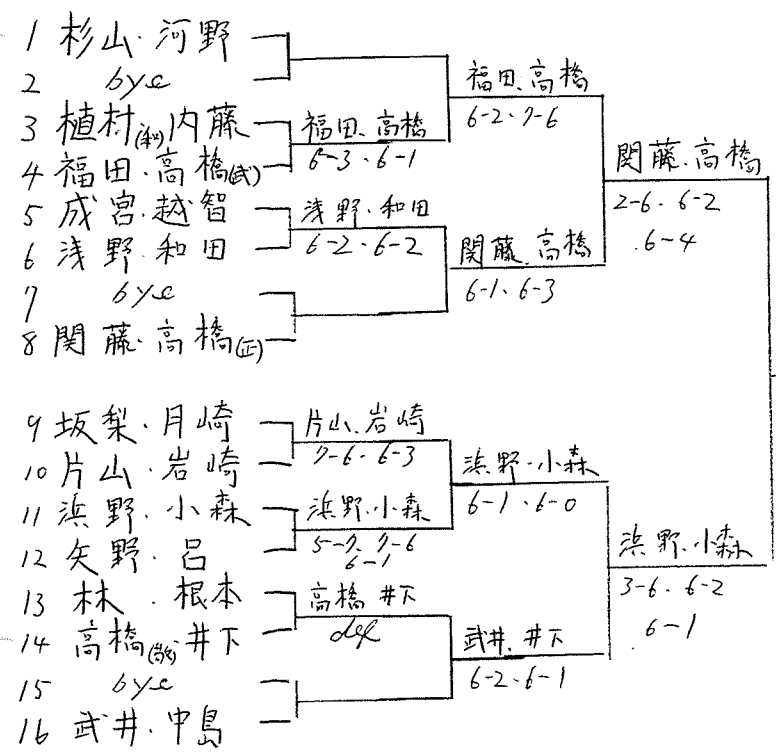 1 杉山・河野
2 bye
3 植村(和)内藤
4 福田・高橋(武)
5 成宮・越智
6 浅野・和田
7 bye
8 関藤・高橋(正)
9 坂梨・月崎
10 片山・岩崎
11 浜野・小森
12 矢野・呂
13 林・根本
14 高橋 井下
15 bye
16 武井・中島
福田、高橋
6-3・6-1
浅野・和田
6-2・6-2
片山、岩崎
7-6・6-3
浜野・小森
5-7、7-6
6-1
高橋 井下
def
福田、高橋
6-2・7-6
関藤、高橋
6-1、6-3
浜野・小森
6-1・6-0
武井、井下
6-2・6-1
関藤、高橋
2-6・6-2
・6-4
浜野・小森
3-6・6-2
・6-1